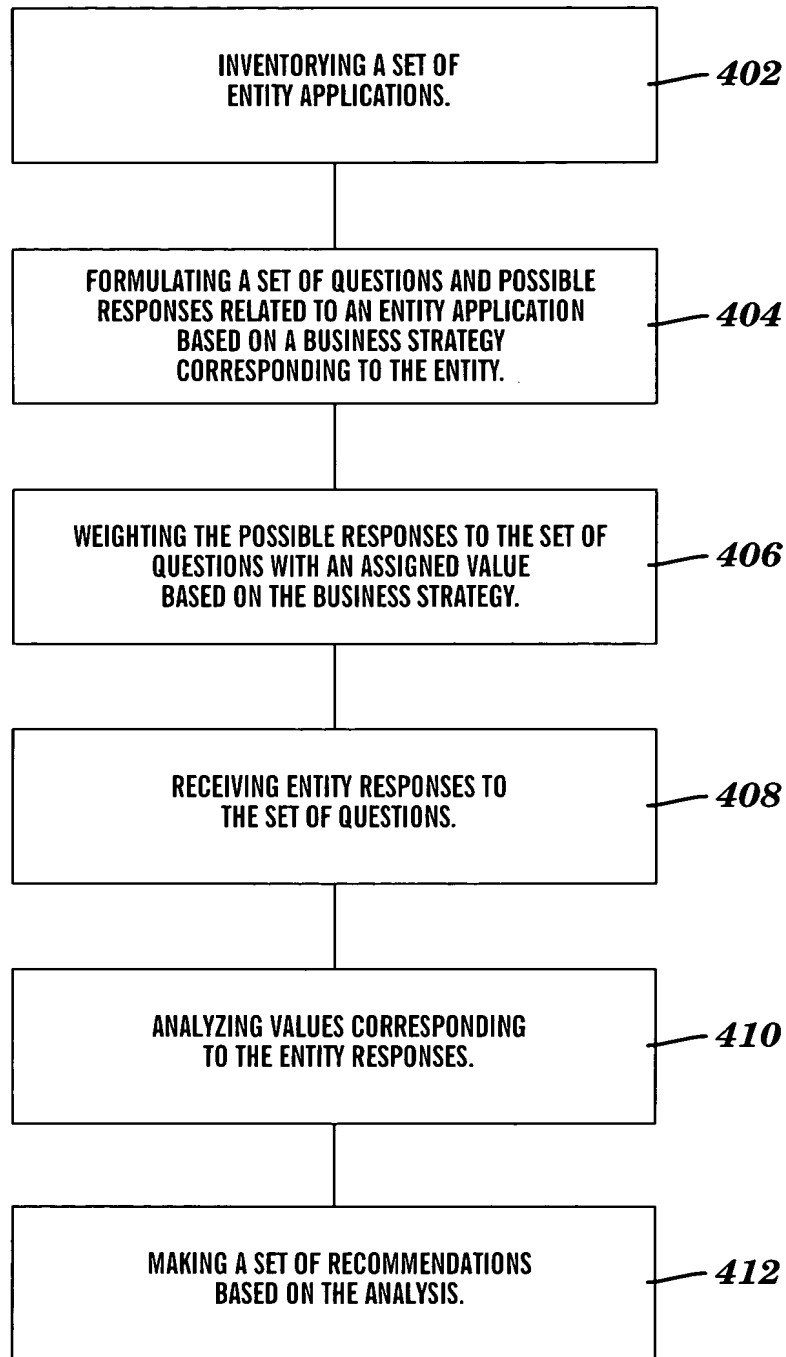 INVENTORYING A SET OF
ENTITY APPLICATIONS.
402
FORMULATING A SET OF QUESTIONS AND POSSIBLE
RESPONSES RELATED TO AN ENTITY APPLICATION
BASED ON A BUSINESS STRATEGY
CORRESPONDING TO THE ENTITY.
404
WEIGHTING THE POSSIBLE RESPONSES TO THE SET OF
QUESTIONS WITH AN ASSIGNED VALUE
BASED ON THE BUSINESS STRATEGY.
406
RECEIVING ENTITY RESPONSES TO
THE SET OF QUESTIONS.
408
ANALYZING VALUES CORRESPONDING
TO THE ENTITY RESPONSES.
410
MAKING A SET OF RECOMMENDATIONS
BASED ON THE ANALYSIS.
412